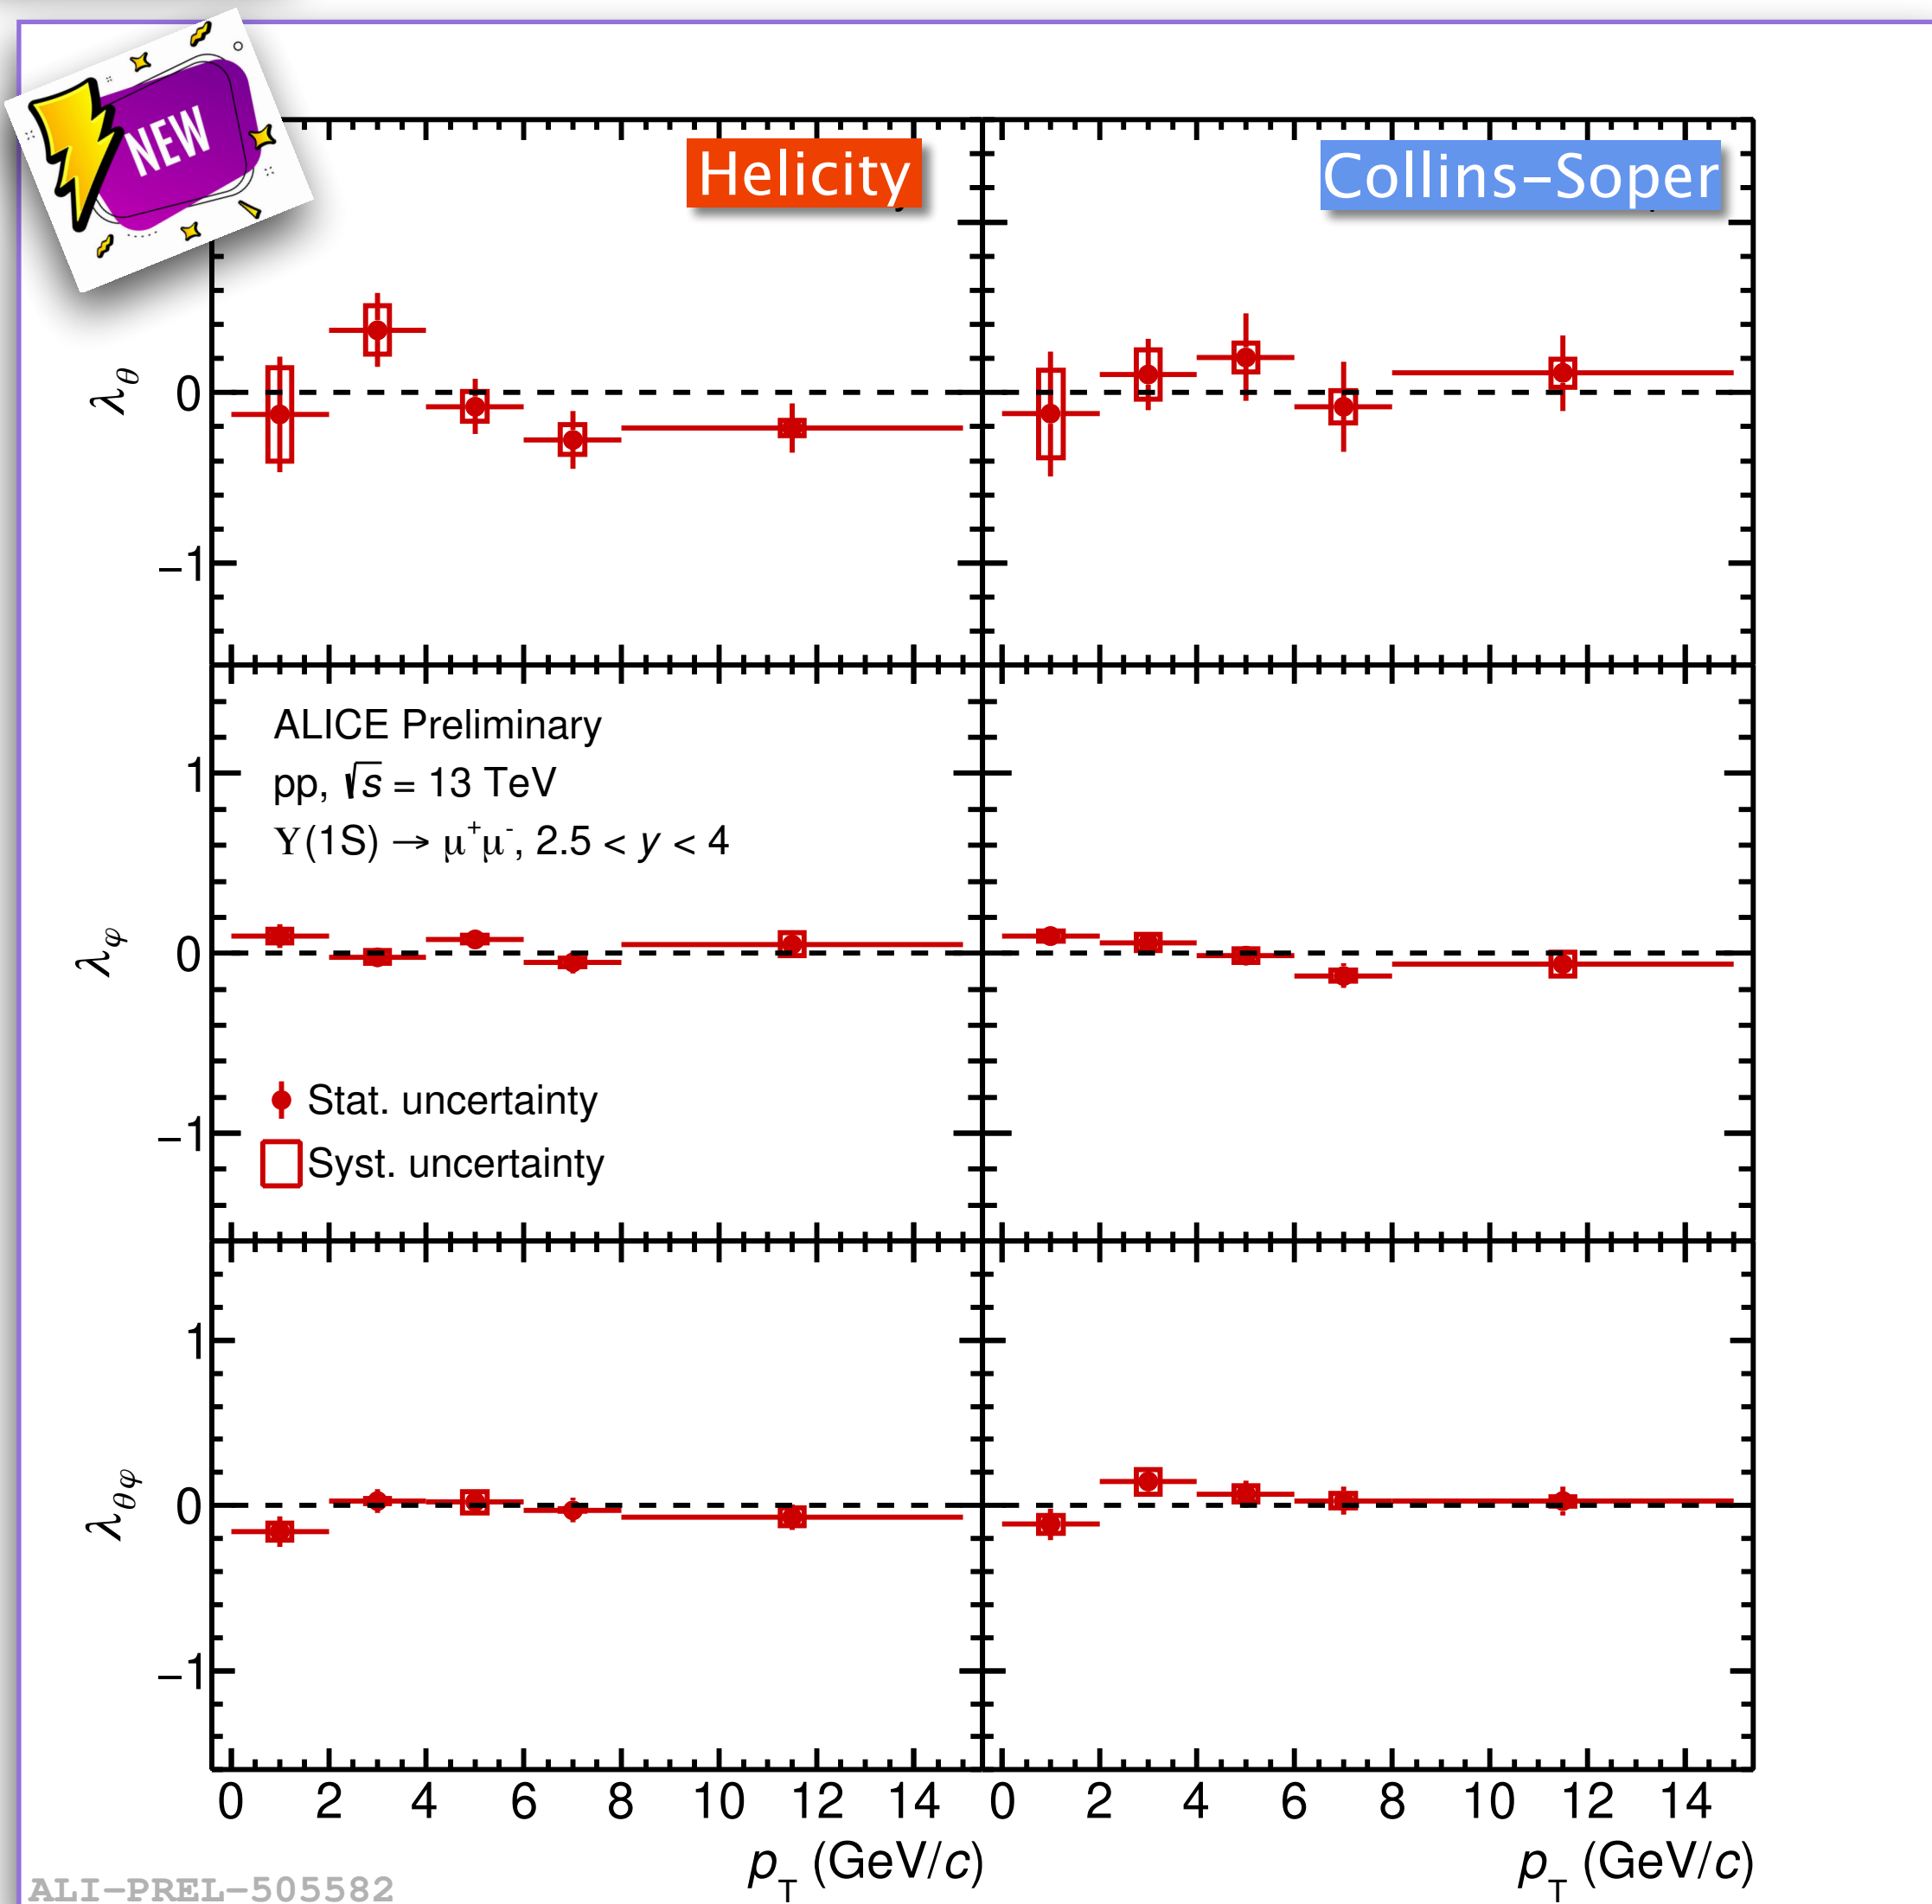 NEW
Helicity
Collins-Soper
λθ
0
−1
ALICE Preliminary
pp, √s = 13 TeV
Υ(1S) → μ⁺μ⁻, 2.5 < y < 4
λφ
1
0
−1
Stat. uncertainty
Syst. uncertainty
λθφ
1
0
−1
0 2 4 6 8 10 12 14 0 2 4 6 8 10 12 14
pT (GeV/c) pT (GeV/c)
ALI-PREL-505582